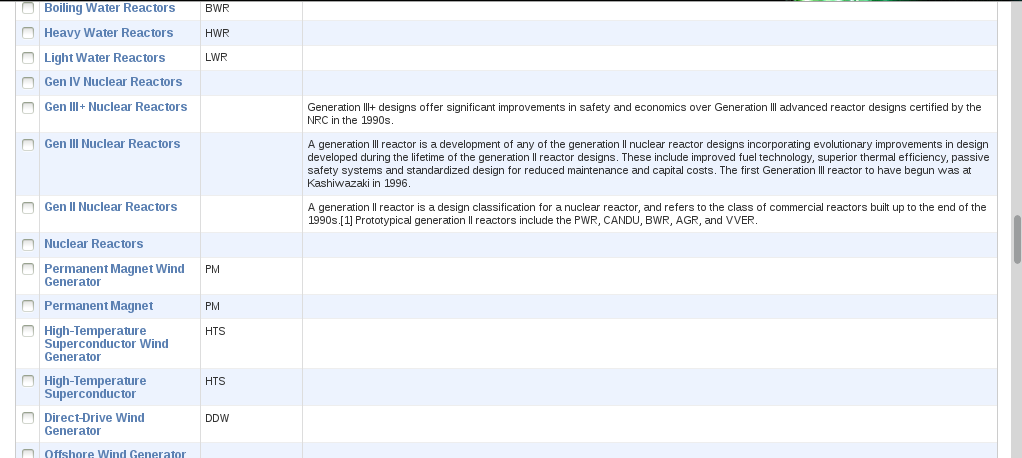 Boiling Water Reactors BWR
Heavy Water Reactors HWR
Light Water Reactors LWR
Gen IV Nuclear Reactors
Gen III+ Nuclear Reactors Generation III+ designs offer significant improvements in safety and economics over Generation III advanced reactor designs certified by the
NRC in the 1990s.
Gen III Nuclear Reactors A generation III reactor is a development of any of the generation II nuclear reactor designs incorporating evolutionary improvements in design
developed during the lifetime of the generation II reactor designs. These include improved fuel technology, superior thermal efficiency, passive
safety systems and standardized design for reduced maintenance and capital costs. The first Generation III reactor to have begun was at
Kashiwazaki in 1996.
Gen II Nuclear Reactors A generation II reactor is a design classification for a nuclear reactor, and refers to the class of commercial reactors built up to the end of the
1990s.[1] Prototypical generation II reactors include the PWR, CANDU, BWR, AGR, and VVER.
Nuclear Reactors
Permanent Magnet Wind PM
Generator
Permanent Magnet PM
High-Temperature HTS
Superconductor Wind
Generator
High-Temperature HTS
Superconductor
Direct-Drive Wind DDW
Generator
Offshore Wind Generator